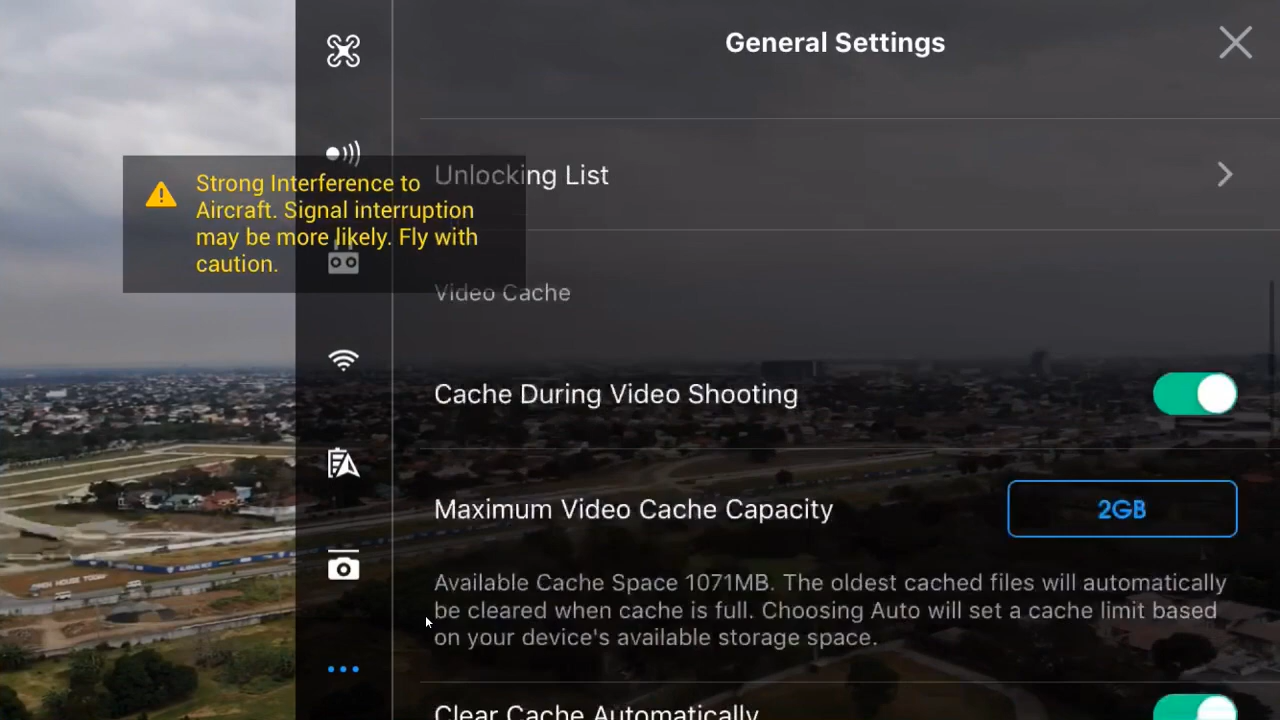 General Settings
Unlocking List
Strong Interference to
Aircraft. Signal interruption
may be more likely. Fly with
caution.
Video Cache
Cache During Video Shooting
Maximum Video Cache Capacity
2GB
Available Cache Space 1071MB. The oldest cached files will automatically
be cleared when cache is full. Choosing Auto will set a cache limit based
on your device's available storage space.
OPEN HOUSE TODAY
Clear Cache Automatically